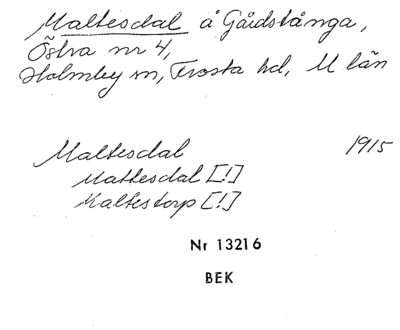 Maltesdal å Gårdstånga,
Östra nr 4,
Holmby sn, Frosta hd, M län
Maltesdal 1915
Mattesdal [!]
Maltestorp [!]
Nr 13216
BEK